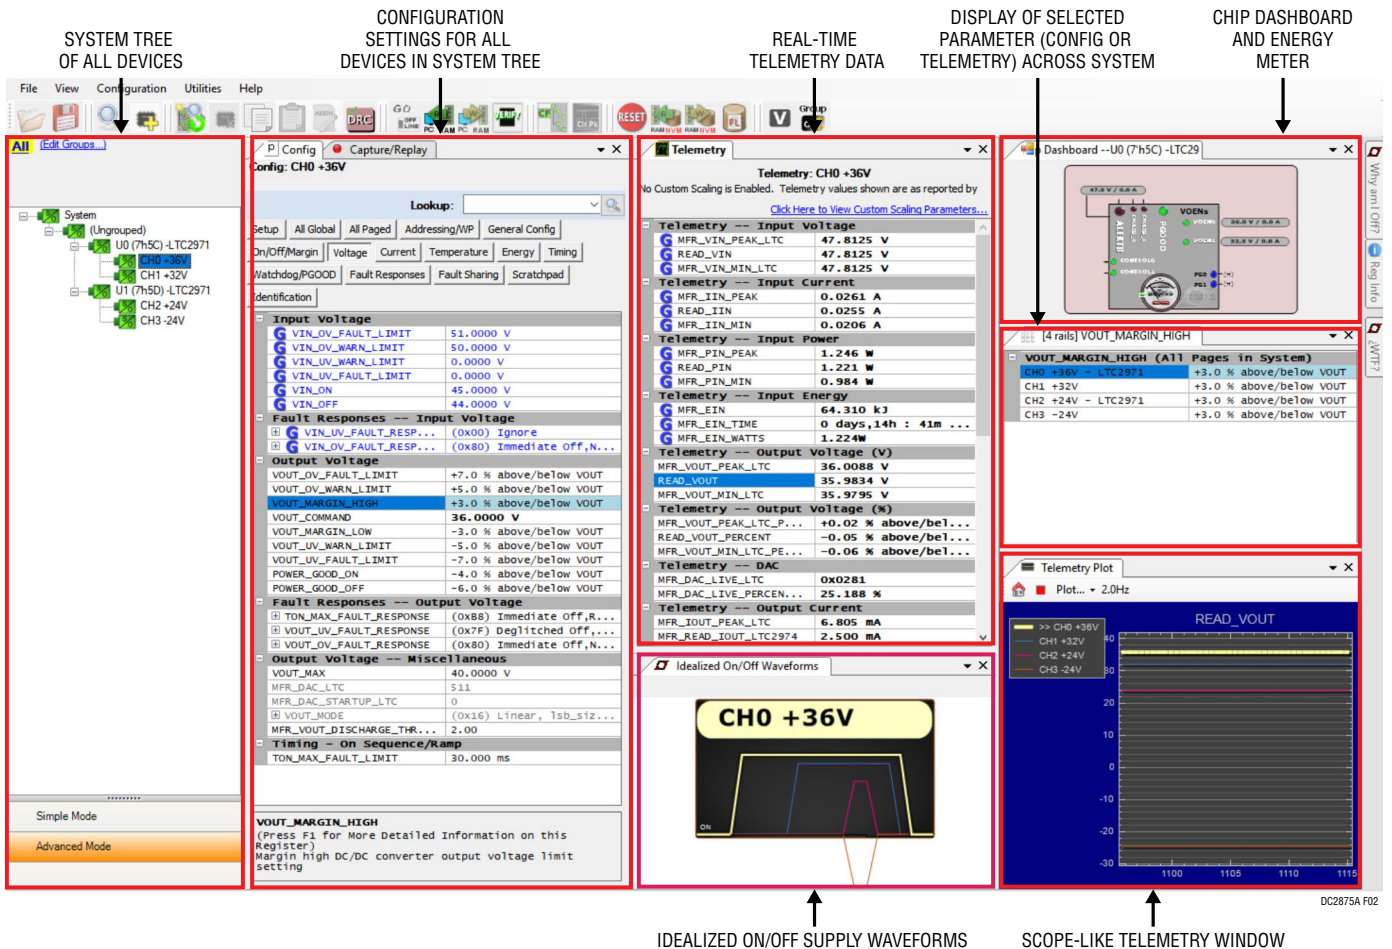 SYSTEM TREE
OF ALL DEVICES
CONFIGURATION
SETTINGS FOR ALL
DEVICES IN SYSTEM TREE
REAL-TIME
TELEMETRY DATA
DISPLAY OF SELECTED
PARAMETER (CONFIG OR
TELEMETRY) ACROSS SYSTEM
CHIP DASHBOARD
AND ENERGY
METER
File View Configuration Utilities Help
All (Edit Groups...)
System
(Ungrouped)
U0 (7h5C) -LTC2971
CH0 +36V
CH1 +32V
U1 (7h5D) -LTC2971
CH2 +24V
CH3 -24V
Simple Mode
Advanced Mode
Config Capture/Replay
Config: CH0 +36V
Lookup:
Setup All Global All Paged Addressing/WP General Config
On/Off/Margin Voltage Current Temperature Energy Timing
Watchdog/PGOOD Fault Responses Fault Sharing Scratchpad
Identification
Input Voltage
VIN_OV_FAULT_LIMIT 51.0000 V
VIN_OV_WARN_LIMIT 50.0000 V
VIN_UV_WARN_LIMIT 0.0000 V
VIN_UV_FAULT_LIMIT 0.0000 V
VIN_ON 45.0000 V
VIN_OFF 44.0000 V
Fault Responses -- Input Voltage
VIN_UV_FAULT_RESP... (0x00) Ignore
VIN_OV_FAULT_RESP... (0x80) Immediate Off,N...
Output Voltage
VOUT_OV_FAULT_LIMIT +7.0 % above/below VOUT
VOUT_OV_WARN_LIMIT +5.0 % above/below VOUT
VOUT_MARGIN_HIGH +3.0 % above/below VOUT
VOUT_COMMAND 36.0000 V
VOUT_MARGIN_LOW -3.0 % above/below VOUT
VOUT_UV_WARN_LIMIT -5.0 % above/below VOUT
VOUT_UV_FAULT_LIMIT -7.0 % above/below VOUT
POWER_GOOD_ON -4.0 % above/below VOUT
POWER_GOOD_OFF -6.0 % above/below VOUT
Fault Responses -- Output Voltage
TON_MAX_FAULT_RESPONSE (0xB8) Immediate Off,R...
VOUT_UV_FAULT_RESPONSE (0x7F) Deglitched Off,...
VOUT_OV_FAULT_RESPONSE (0x80) Immediate Off,N...
Output Voltage -- Miscellaneous
VOUT_MAX 40.0000 V
MFR_DAC_LTC 511
MFR_DAC_STARTUP_LTC 0
VOUT_MODE (0x16) Linear, lsb_siz...
MFR_VOUT_DISCHARGE_THR... 2.00
Timing - On Sequence/Ramp
TON_MAX_FAULT_LIMIT 30.000 ms
VOUT_MARGIN_HIGH
(Press F1 for More Detailed Information on this
Register)
Margin high DC/DC converter output voltage limit
setting
Telemetry
Telemetry: CH0 +36V
No Custom Scaling is Enabled. Telemetry values shown are as reported by
Click Here to View Custom Scaling Parameters...
Telemetry -- Input Voltage
MFR_VIN_PEAK_LTC 47.8125 V
READ_VIN 47.8125 V
MFR_VIN_MIN_LTC 47.8125 V
Telemetry -- Input Current
MFR_IIN_PEAK 0.0261 A
READ_IIN 0.0255 A
MFR_IIN_MIN 0.0206 A
Telemetry -- Input Power
MFR_PIN_PEAK 1.246 W
READ_PIN 1.221 W
MFR_PIN_MIN 0.984 W
Telemetry -- Input Energy
MFR_EIN 64.310 kJ
MFR_EIN_TIME 0 days,14h : 41m ...
MFR_EIN_WATTS 1.224W
Telemetry -- Output Voltage (V)
MFR_VOUT_PEAK_LTC 36.0088 V
READ_VOUT 35.9834 V
MFR_VOUT_MIN_LTC 35.9795 V
Telemetry -- Output Voltage (%)
MFR_VOUT_PEAK_LTC_P... +0.02 % above/bel...
READ_VOUT_PERCENT -0.05 % above/bel...
MFR_VOUT_MIN_LTC_PE... -0.06 % above/bel...
Telemetry -- DAC
MFR_DAC_LIVE_LTC 0x0281
MFR_DAC_LIVE_PERCEN... 25.188 %
Telemetry -- Output Current
MFR_IOUT_PEAK_LTC 6.805 mA
MFR_READ_IOUT_LTC2974 2.500 mA
Idealized On/Off Waveforms
CH0 +36V
ON
Dashboard --U0 (7'h5C) -LTC29
47.8 V / 0.0 A
VOENs
VOEN0
VOEN1
36.0 V / 0.0 A
ALERTB
PGOOD
CONTROL0
CONTROL1
PG0 (H)
PG1 (H)
[4 rails] VOUT_MARGIN_HIGH
VOUT_MARGIN_HIGH (All Pages in System)
CH0 +36V - LTC2971 +3.0 % above/below VOUT
CH1 +32V +3.0 % above/below VOUT
CH2 +24V - LTC2971 +3.0 % above/below VOUT
CH3 -24V +3.0 % above/below VOUT
Telemetry Plot
Plot... 2.0Hz
READ_VOUT
>> CH0 +36V
CH1 +32V
CH2 +24V
CH3 -24V
40
30
20
10
0
-10
-20
-30
1100 1105 1110 1115
Why am I Off?
Reg Info
¿WTF?
DC2875A F02
IDEALIZED ON/OFF SUPPLY WAVEFORMS
SCOPE-LIKE TELEMETRY WINDOW